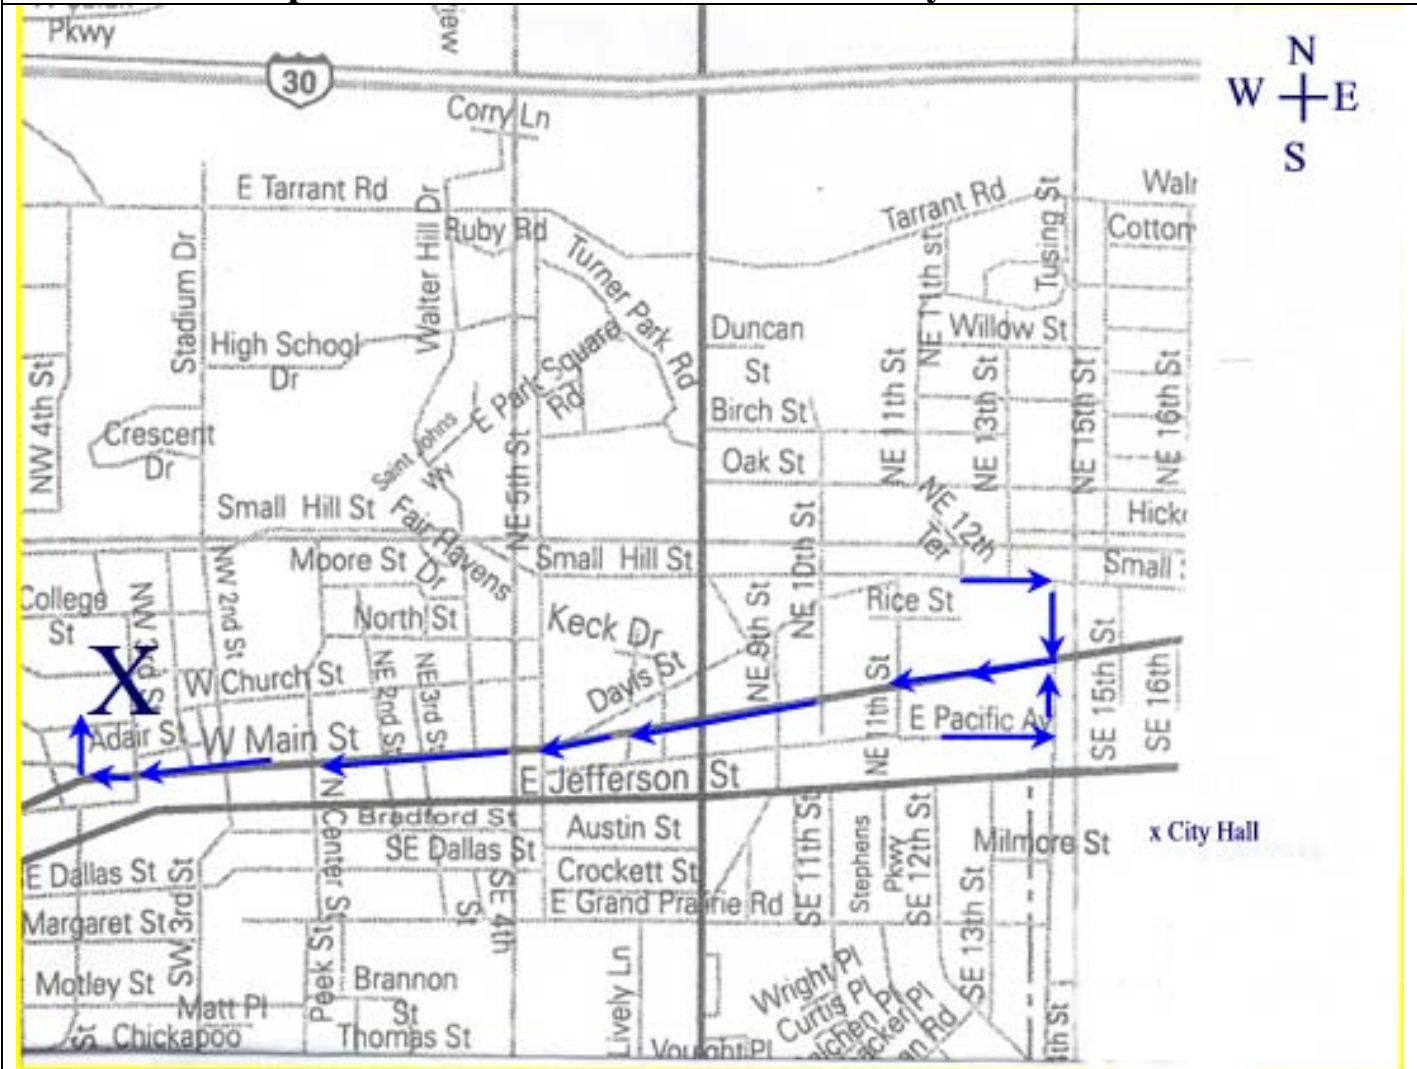 Pkwy
30
N
W E
S
Corry Ln
E Tarrant Rd
Tarrant Rd
Walter Hill Dr
Ruby Rd
Turner Park Rd
Tusing St
Stadium Dr
NE 11th st
Duncan
St
Willow St
High School
Dr
E Park Square
Rd
NW 4th St
Birch St
NE 11th St
NE 13th St
NE 15th St
NE 16th St
Crescent
Dr
Saint Johns
Wy
Oak St
NE 5th St
Small Hill St
Fair Havens
Dr
NE 12th
Ter
Moore St
Small Hill St
NE 10th St
College
St
NW 3rd St
NW 2nd St
North St
Keck Dr
NE 9th St
Rice St
X
W Church St
NE 2nd St
NE 3rd St
Davis St
NE 11th St
SE 15th St
SE 16th
Adair St
W Main St
E Pacific Av
E Jefferson St
N Center St
Bradford St
Austin St
SE 11th St
Stephens
Pkwy
SE 12th St
Milmore St
x City Hall
SE Dallas St
E Dallas St
Crockett St
SE 4th
St
E Grand Prairie Rd
SE 13th St
Margaret St
SW 3rd St
Motley St
Peek St
Brannon
St
Lively Ln
Wright Pl
Curtis Pl
Matt Pl
Chickapoo
Thomas St
Vought Pl
St